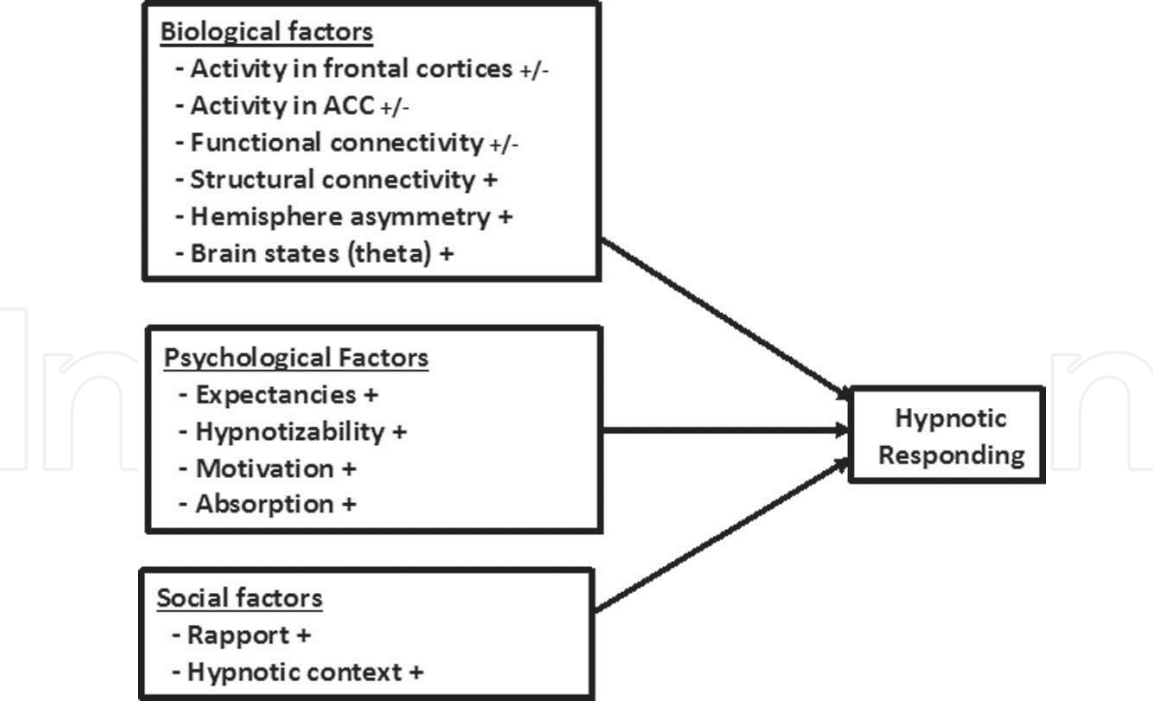 Biological factors
- Activity in frontal cortices +/-
- Activity in ACC +/-
- Functional connectivity +/-
- Structural connectivity +
- Hemisphere asymmetry +
- Brain states (theta) +
Psychological Factors
- Expectancies +
- Hypnotizability +
- Motivation +
- Absorption +
Social factors
- Rapport +
- Hypnotic context +
Hypnotic
Responding